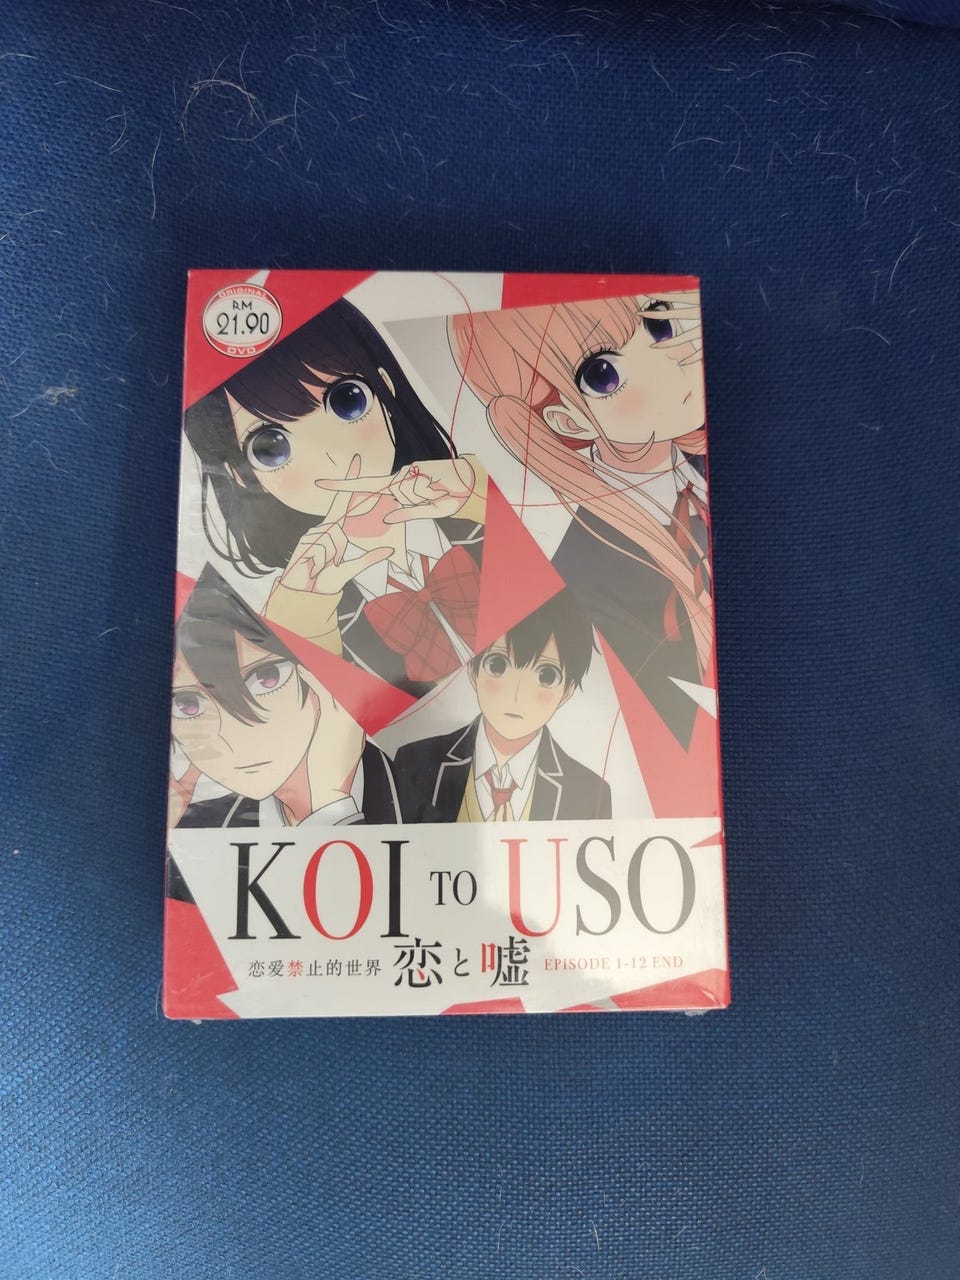 ORIGINAL
RM
21.90
DVD
KOI TO USO
恋爱禁止的世界 恋と嘘 EPISODE 1-12 END